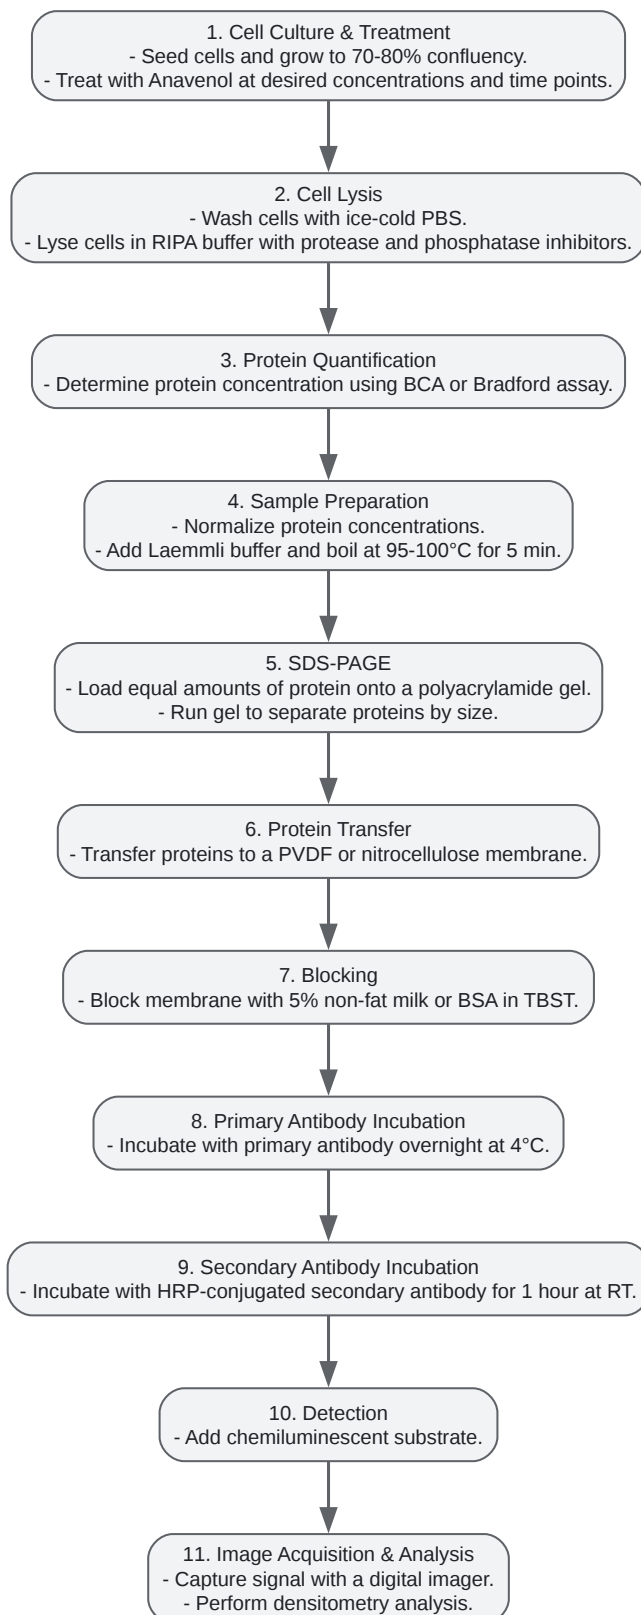 1. Cell Culture & Treatment
- Seed cells and grow to 70-80% confluency.
- Treat with Anavenol at desired concentrations and time points.
2. Cell Lysis
- Wash cells with ice-cold PBS.
- Lyse cells in RIPA buffer with protease and phosphatase inhibitors.
3. Protein Quantification
- Determine protein concentration using BCA or Bradford assay.
4. Sample Preparation
- Normalize protein concentrations.
- Add Laemmli buffer and boil at 95-100°C for 5 min.
5. SDS-PAGE
- Load equal amounts of protein onto a polyacrylamide gel.
- Run gel to separate proteins by size.
6. Protein Transfer
- Transfer proteins to a PVDF or nitrocellulose membrane.
7. Blocking
- Block membrane with 5% non-fat milk or BSA in TBST.
8. Primary Antibody Incubation
- Incubate with primary antibody overnight at 4°C.
9. Secondary Antibody Incubation
- Incubate with HRP-conjugated secondary antibody for 1 hour at RT.
10. Detection
- Add chemiluminescent substrate.
11. Image Acquisition & Analysis
- Capture signal with a digital imager.
- Perform densitometry analysis.